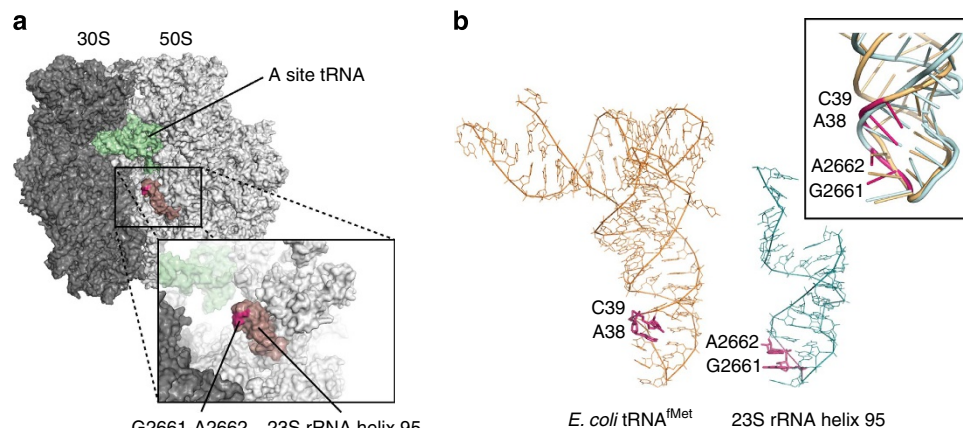 a
30S 50S
A site tRNA
G2661-A2662 23S rRNA helix 95
b
C39
A38
A2662
G2661
C39
A38
A2662
G2661
E. coli tRNAfMet 23S rRNA helix 95